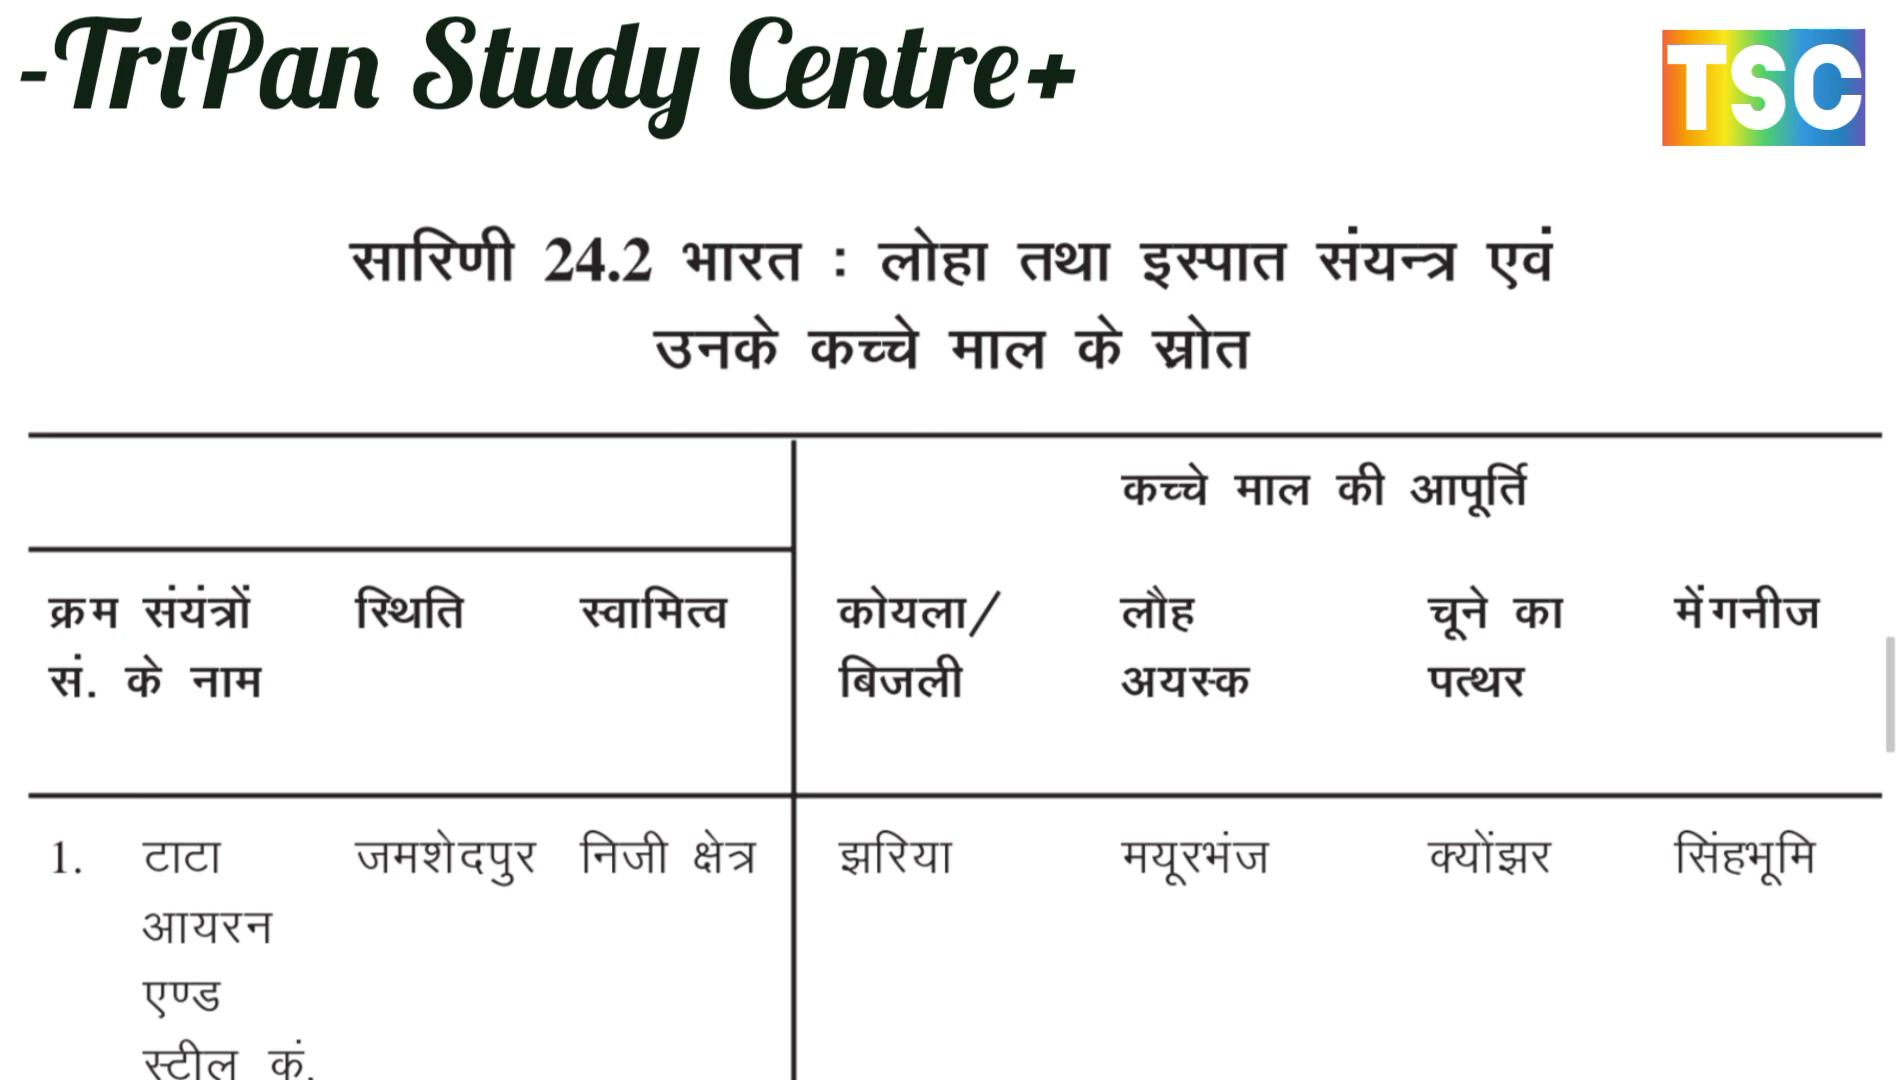 -TriPan Study Centre+
TSC
सारिणी 24.2 भारत : लोहा तथा इस्पात संयन्त्र एवं
उनके कच्चे माल के स्रोत
कच्चे माल की आपूर्ति
क्रम संयंत्रों स्थिति स्वामित्व कोयला/ लौह चूने का मेंगनीज
सं. के नाम बिजली अयस्क पत्थर
1. टाटा जमशेदपुर निजी क्षेत्र झरिया मयूरभंज क्योंझर सिंहभूमि
आयरन
एण्ड
स्टील कं.